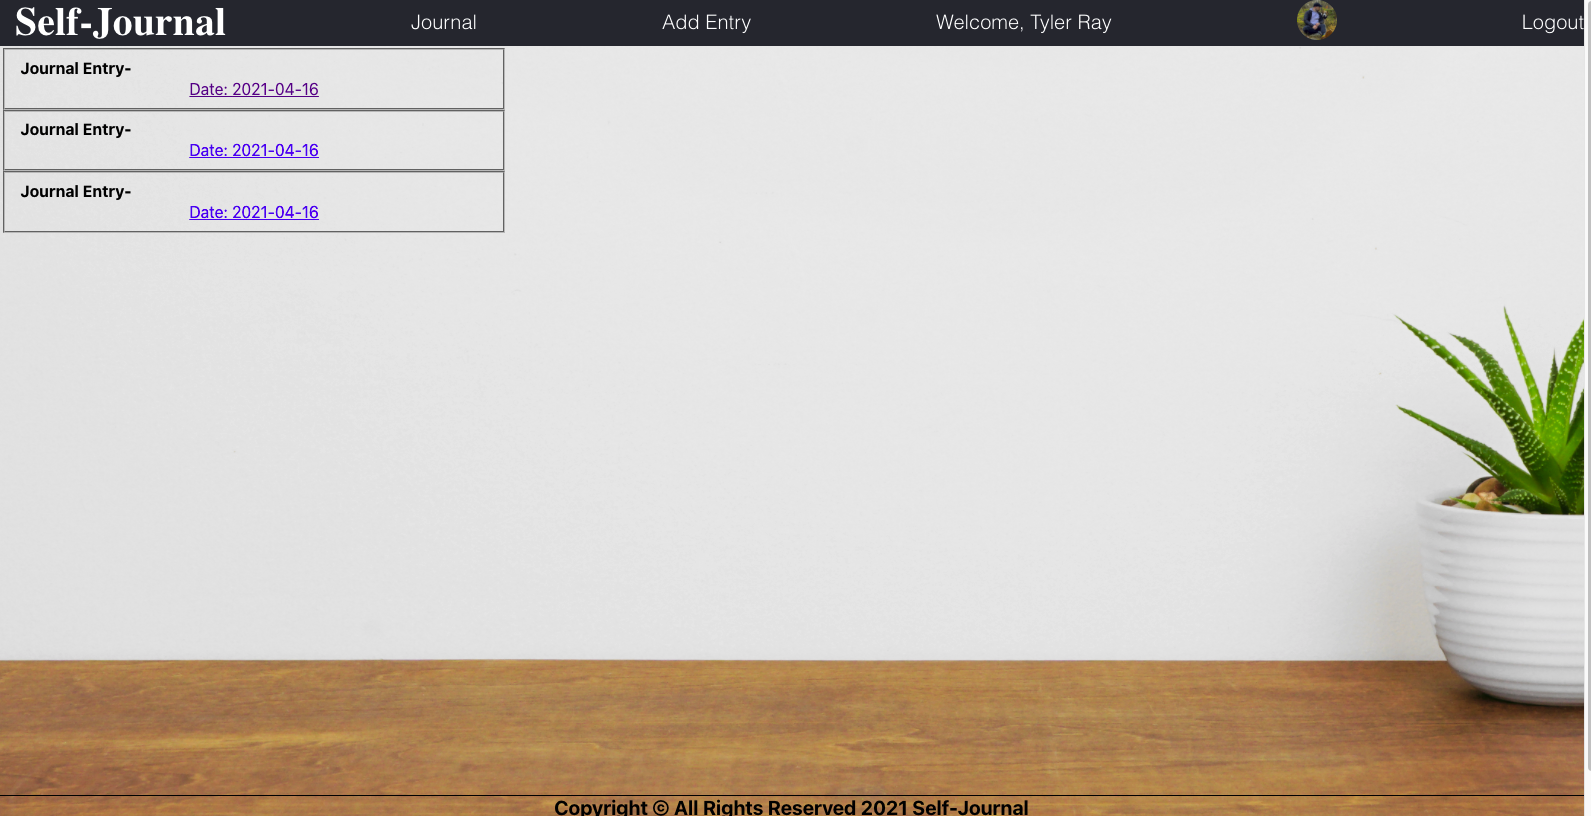 Self-Journal Journal Add Entry Welcome, Tyler Ray Logout
Journal Entry-
Date: 2021-04-16
Journal Entry-
Date: 2021-04-16
Journal Entry-
Date: 2021-04-16
Copyright © All Rights Reserved 2021 Self-Journal